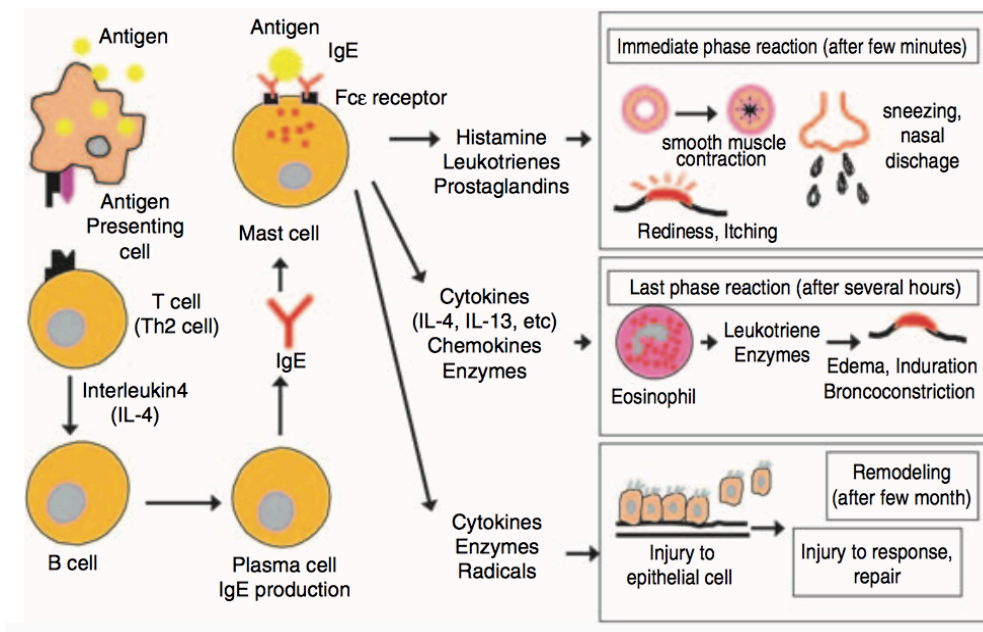 Antigen
Antigen
Presenting
cell
T cell
(Th2 cell)
Interleukin4
(IL-4)
B cell
Plasma cell
IgE production
IgE
Antigen
IgE
Fcε receptor
Mast cell
Histamine
Leukotrienes
Prostaglandins
Cytokines
(IL-4, IL-13, etc)
Chemokines
Enzymes
Cytokines
Enzymes
Radicals
Immediate phase reaction (after few minutes)
smooth muscle
contraction
sneezing,
nasal
dischage
Rediness, Itching
Last phase reaction (after several hours)
Eosinophil
Leukotriene
Enzymes
Edema, Induration
Broncoconstriction
Injury to
epithelial cell
Remodeling
(after few month)
Injury to response,
repair